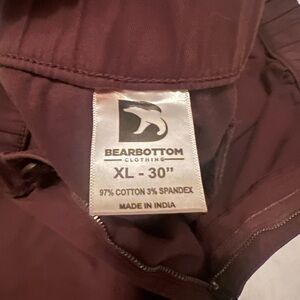 BEARBOTTOM
CLOTHING
XL - 30"
97% COTTON 3% SPANDEX
MADE IN INDIA